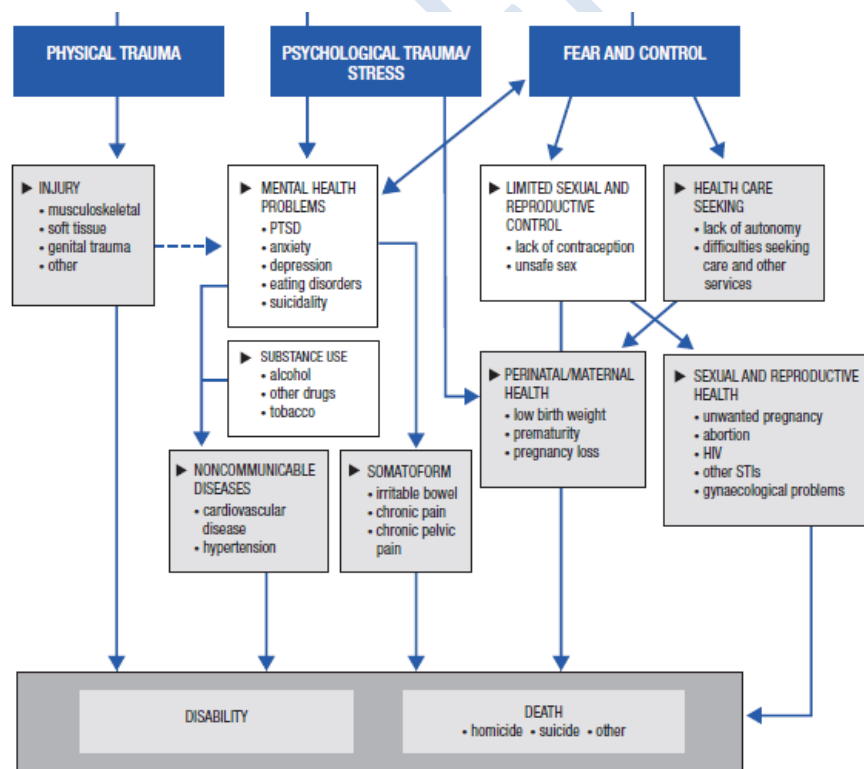 PHYSICAL TRAUMA
PSYCHOLOGICAL TRAUMA/
STRESS
FEAR AND CONTROL
▶ INJURY
• musculoskeletal
• soft tissue
• genital trauma
• other
▶ MENTAL HEALTH
PROBLEMS
• PTSD
• anxiety
• depression
• eating disorders
• suicidality
▶ LIMITED SEXUAL AND
REPRODUCTIVE
CONTROL
• lack of contraception
• unsafe sex
▶ HEALTH CARE
SEEKING
• lack of autonomy
• difficulties seeking
care and other
services
▶ SUBSTANCE USE
• alcohol
• other drugs
• tobacco
▶ PERINATAL/MATERNAL
HEALTH
• low birth weight
• prematurity
• pregnancy loss
▶ SEXUAL AND REPRODUCTIVE
HEALTH
• unwanted pregnancy
• abortion
• HIV
• other STIs
• gynaecological problems
▶ NONCOMMUNICABLE
DISEASES
• cardiovascular
disease
• hypertension
▶ SOMATOFORM
• irritable bowel
• chronic pain
• chronic pelvic
pain
DISABILITY
DEATH
• homicide • suicide • other